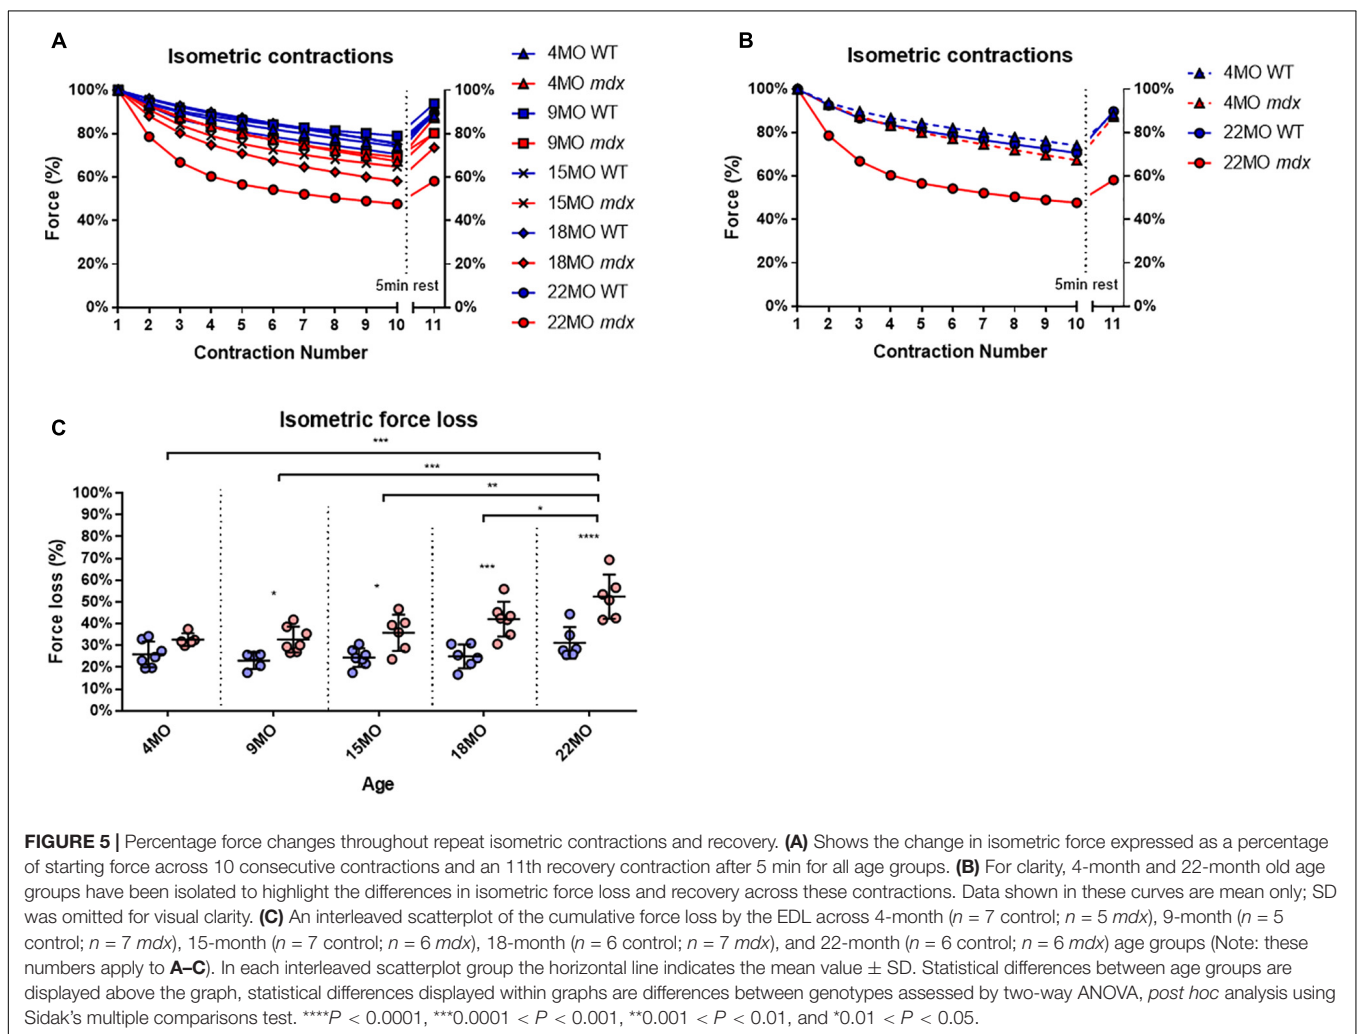 A
Isometric contractions
100%
80%
60%
40%
20%
0%
Force (%)
1 2 3 4 5 6 7 8 9 10 11
5min rest
100%
80%
60%
40%
20%
0%
Contraction Number
4MO WT
4MO mdx
9MO WT
9MO mdx
15MO WT
15MO mdx
18MO WT
18MO mdx
22MO WT
22MO mdx
B
Isometric contractions
100%
80%
60%
40%
20%
0%
Force (%)
1 2 3 4 5 6 7 8 9 10 11
5min rest
100%
80%
60%
40%
20%
0%
Contraction Number
4MO WT
4MO mdx
22MO WT
22MO mdx
C
Isometric force loss
***
***
**
*
****
***
*
*
100%
90%
80%
70%
60%
50%
40%
30%
20%
10%
0%
Force loss (%)
4MO 9MO 15MO 18MO 22MO
Age
FIGURE 5 | Percentage force changes throughout repeat isometric contractions and recovery. (A) Shows the change in isometric force expressed as a percentage
of starting force across 10 consecutive contractions and an 11th recovery contraction after 5 min for all age groups. (B) For clarity, 4-month and 22-month old age
groups have been isolated to highlight the differences in isometric force loss and recovery across these contractions. Data shown in these curves are mean only; SD
was omitted for visual clarity. (C) An interleaved scatterplot of the cumulative force loss by the EDL across 4-month (n = 7 control; n = 5 mdx), 9-month (n = 5
control; n = 7 mdx), 15-month (n = 7 control; n = 6 mdx), 18-month (n = 6 control; n = 7 mdx), and 22-month (n = 6 control; n = 6 mdx) age groups (Note: these
numbers apply to A–C). In each interleaved scatterplot group the horizontal line indicates the mean value ± SD. Statistical differences between age groups are
displayed above the graph, statistical differences displayed within graphs are differences between genotypes assessed by two-way ANOVA, post hoc analysis using
Sidak's multiple comparisons test. ****P < 0.0001, ***0.0001 < P < 0.001, **0.001 < P < 0.01, and *0.01 < P < 0.05.